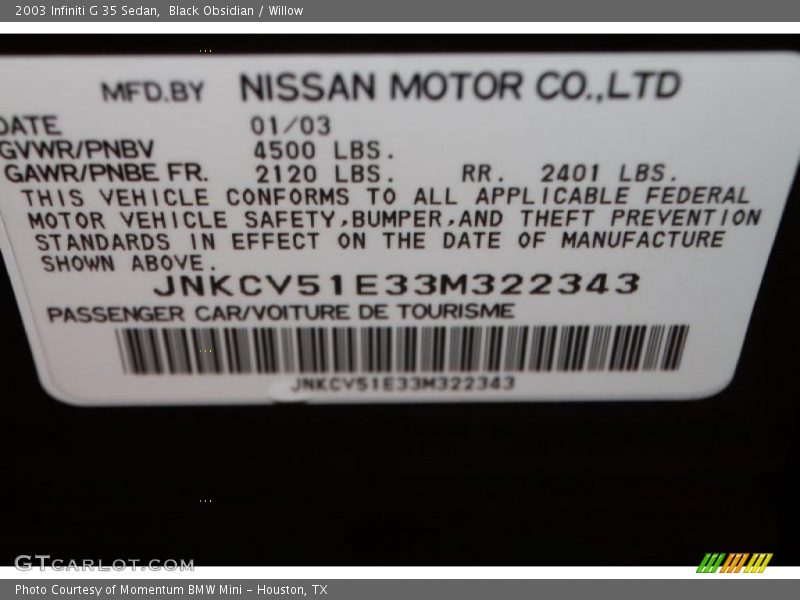 2003 Infiniti G 35 Sedan,  Black Obsidian / Willow
MFD.BY NISSAN MOTOR CO.,LTD
DATE 01/03
GVWR/PNBV 4500 LBS.
GAWR/PNBE FR. 2120 LBS. RR. 2401 LBS.
THIS VEHICLE CONFORMS TO ALL APPLICABLE FEDERAL
MOTOR VEHICLE SAFETY,BUMPER,AND THEFT PREVENTION
STANDARDS IN EFFECT ON THE DATE OF MANUFACTURE
SHOWN ABOVE.
JNKCV51E33M322343
PASSENGER CAR/VOITURE DE TOURISME
JNKCV51E33M322343
GTcarlot.com
Photo Courtesy of Momentum BMW Mini - Houston, TX